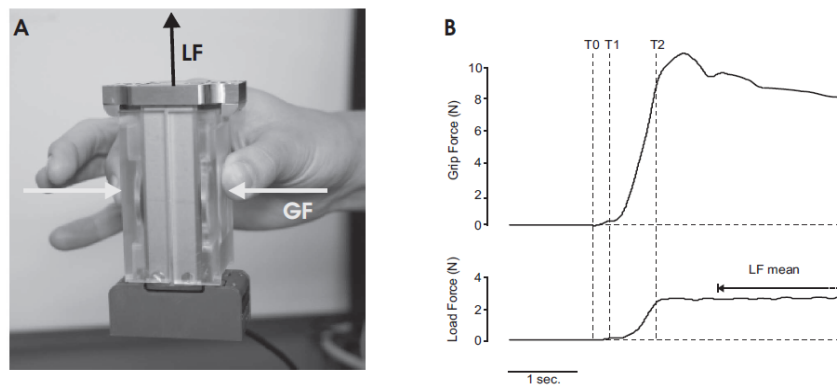 A
LF
GF
B
T0 T1 T2
Grip Force (N)
10
8
6
4
2
0
Load Force (N)
4
2
0
LF mean
1 sec.